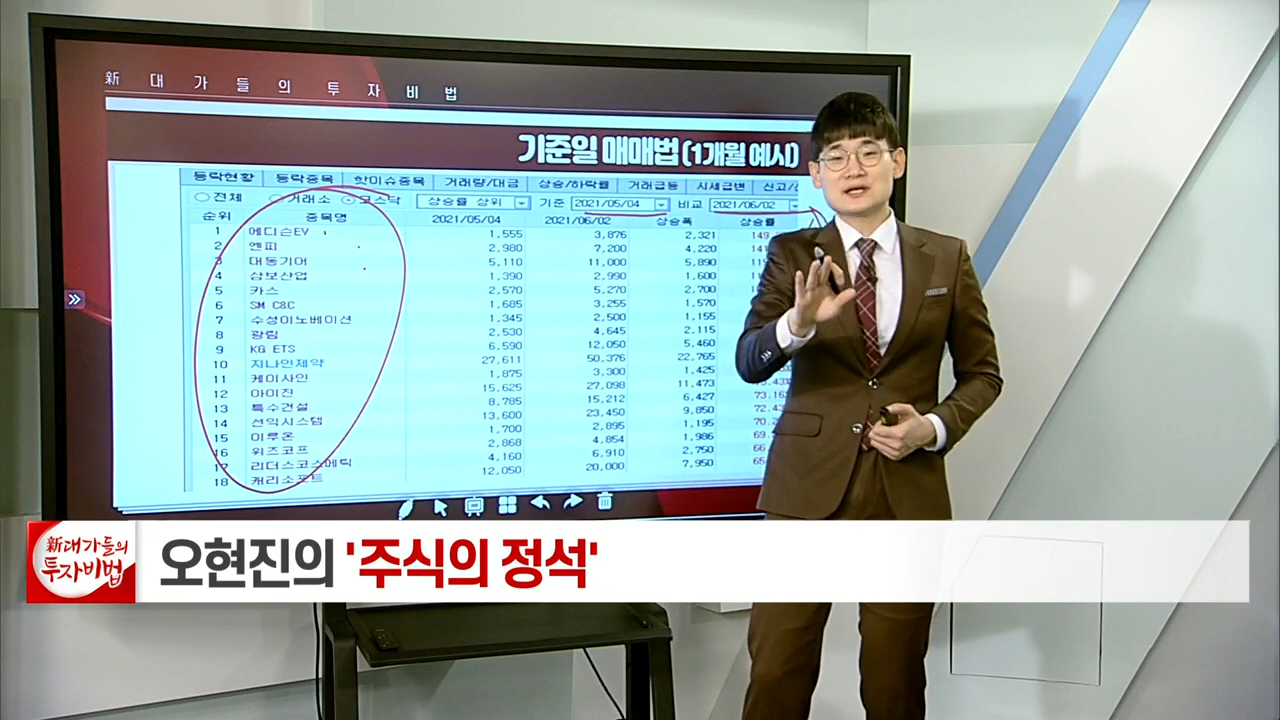 新 대 가 들 의 투 자 비 법
기준일 매매법 (1개월 예시)
등락현황 등락종목 핫이슈종목 거래량/대금 상승/하락률 거래급등 시세급변
전체 거래소 코스닥 상승률 상위 기준 2021/05/04 비교 2021/06/02
순위 종목명 2021/05/04 2021/06/02 상승폭 상승률
1 에디슨EV 1,555 3,876 2,321
2 엔피 2,980 7,200 4,220
3 대동기어 5,110 11,000 5,890
4 삼보산업 1,390 2,990 1,600
5 카스 2,570 5,270 2,700
6 SM C&C 1,685 3,255 1,570
7 수성이노베이션 1,345 2,500 1,155
8 광림 2,530 4,645 2,115
9 KG ETS 6,590 12,050 5,460
10 지나인제약 27,611 50,376 22,765
11 케이사인 1,875 3,300 1,425
12 마이진 15,625 27,098 11,473
13 특수건설 8,785 15,212 6,427
14 선익시스템 13,600 23,450 9,850
15 미루온 1,700 2,895 1,195
16 위즈코프 2,868 4,854 1,986
17 리더스코스메틱 4,160 6,910 2,750
18 캐리소프트 12,050 20,000 7,950
新대가들의
투자비법
오현진의 '주식의 정석'